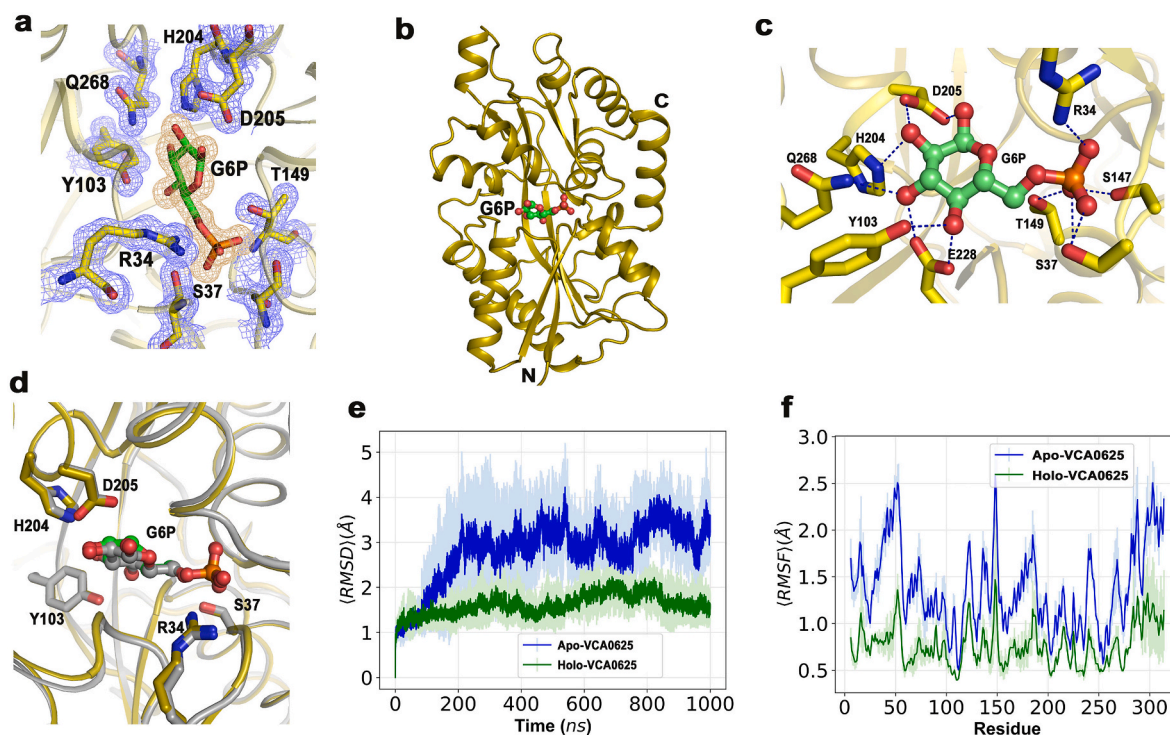 a
H204
Q268
D205
G6P
Y103
T149
R34
S37
b
C
G6P
N
c
D205
R34
H204
Q268
G6P
S147
Y103
T149
E228
S37
d
D205
H204
G6P
Y103
S37
R34
e
5
4
3
2
1
0
⟨RMSD⟩(Å)
Apo-VCA0625
Holo-VCA0625
0 200 400 600 800 1000
Time (ns)
f
3.0
2.5
2.0
1.5
1.0
0.5
⟨RMSF⟩(Å)
Apo-VCA0625
Holo-VCA0625
0 50 100 150 200 250 300
Residue